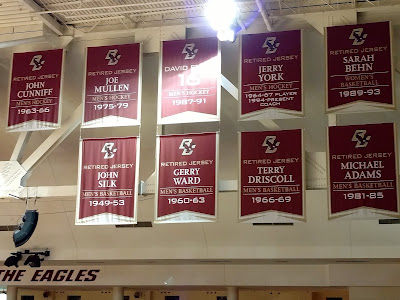 RETIRED JERSEY
JOHN
CUNNIFF
MEN'S HOCKEY
1963-66
RETIRED JERSEY
JOE
MULLEN
MEN'S HOCKEY
1975-79
DAVID
16
MEN'S HOCKEY
1987-91
RETIRED JERSEY
JERRY
YORK
MEN'S HOCKEY
1964-67 PLAYER
1994-PRESENT
COACH
RETIRED JERSEY
SARAH
BEHN
WOMEN'S
BASKETBALL
1989-93
RETIRED JERSEY
JOHN
SILK
MEN'S BASKETBALL
1949-53
RETIRED JERSEY
GERRY
WARD
MEN'S BASKETBALL
1960-63
RETIRED JERSEY
TERRY
DRISCOLL
MEN'S BASKETBALL
1966-69
RETIRED JERSEY
MICHAEL
ADAMS
MEN'S BASKETBALL
1981-85
THE EAGLES